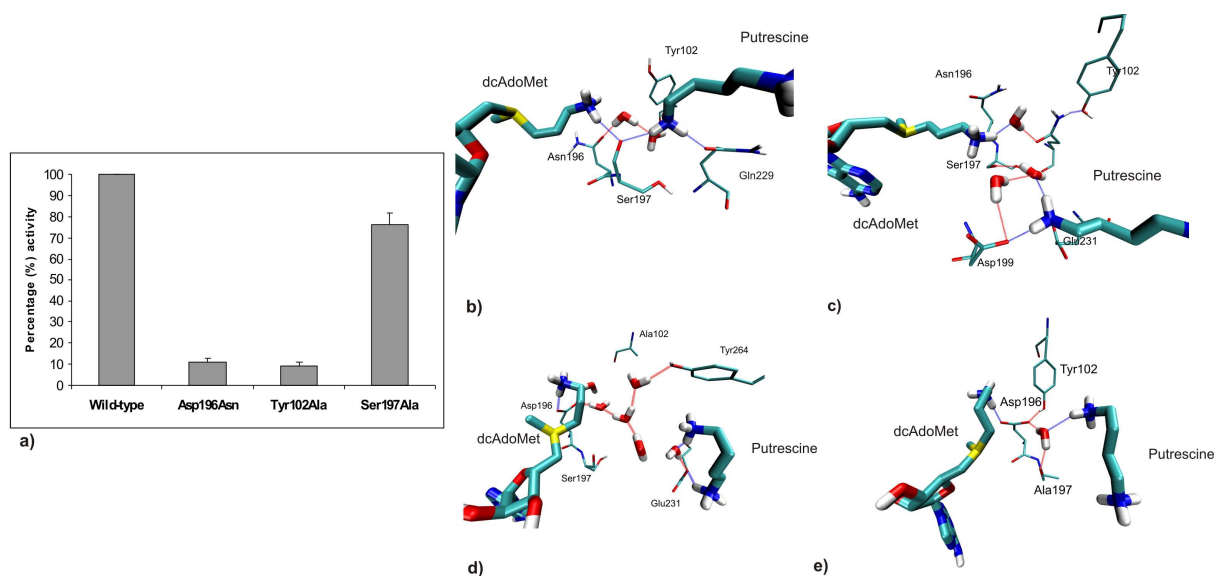 Percentage (%) activity
100
90
80
70
60
50
40
30
20
10
0
Wild-type Asp196Asn Tyr102Ala Ser197Ala
a)
Putrescine
Tyr102
dcAdoMet
Asn196
Gln229
Ser197
b)
Asn196
Tyr102
Ser197
Putrescine
dcAdoMet
Glu231
Asp199
c)
Ala102
Tyr264
Asp196
dcAdoMet
Putrescine
Ser197
Glu231
d)
Tyr102
Asp196
dcAdoMet
Putrescine
Ala197
e)